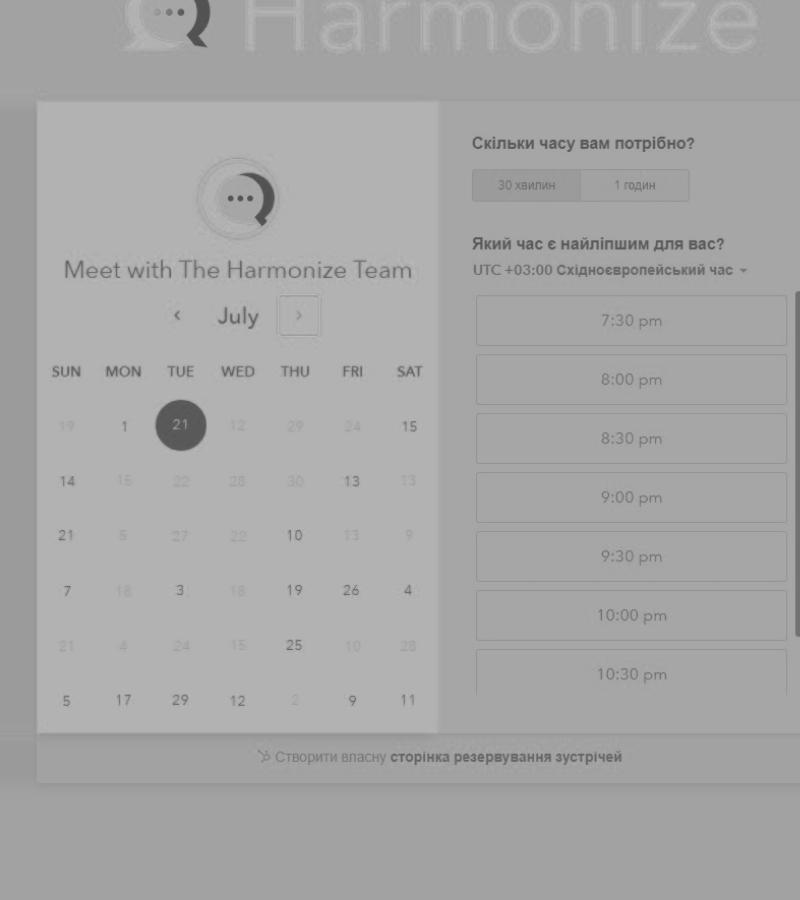 Harmonize
Meet with The Harmonize Team
July
SUN MON TUE WED THU FRI SAT
19 1 21 12 29 24 15
14 15 22 28 30 13 13
21 5 27 22 10 13 9
7 18 3 18 19 26 4
21 4 24 15 25 10 28
5 17 29 12 2 9 11
Скільки часу вам потрібно?
30 хвилин 1 годин
Який час є найліпшим для вас?
UTC +03:00 Східноєвропейський час
7:30 pm
8:00 pm
8:30 pm
9:00 pm
9:30 pm
10:00 pm
10:30 pm
Створити власну сторінка резервування зустрічей